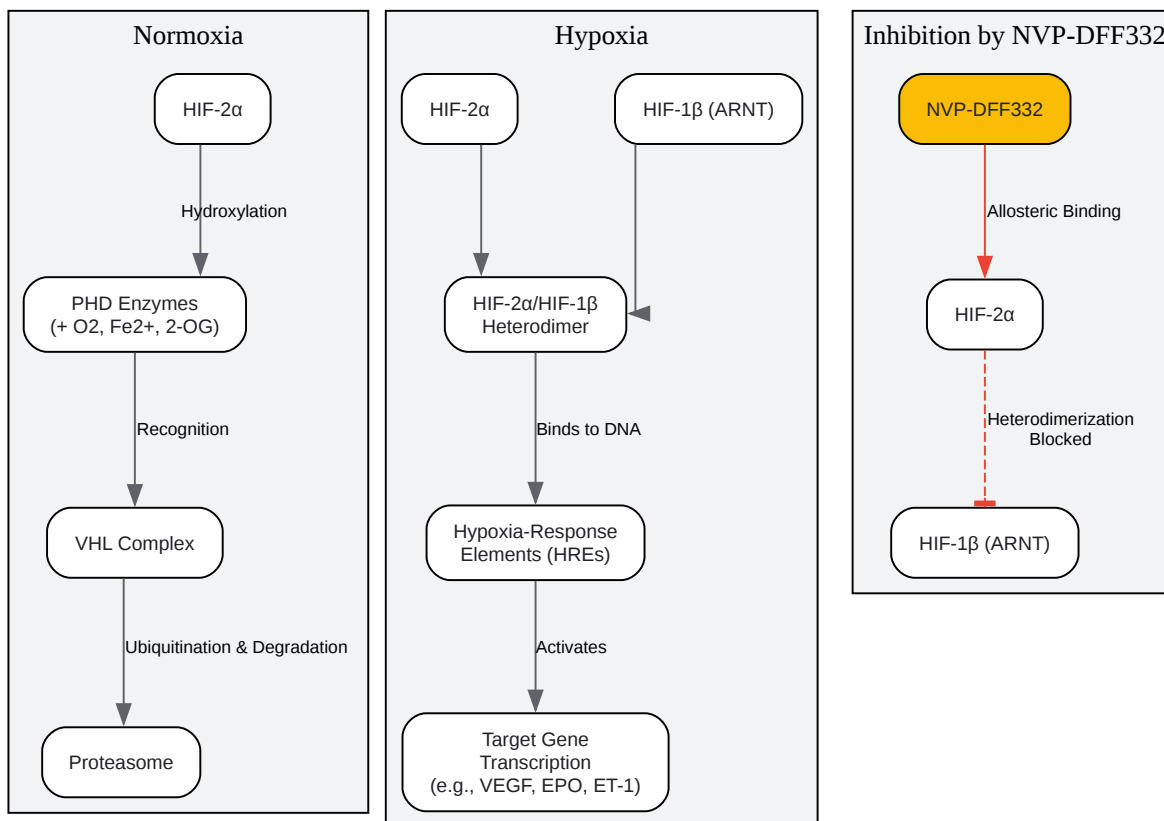 Normoxia
HIF-2α
Hydroxylation
PHD Enzymes
(+ O2, Fe2+, 2-OG)
Recognition
VHL Complex
Ubiquitination & Degradation
Proteasome
Hypoxia
HIF-2α
HIF-1β (ARNT)
HIF-2α/HIF-1β
Heterodimer
Binds to DNA
Hypoxia-Response
Elements (HREs)
Activates
Target Gene
Transcription
(e.g., VEGF, EPO, ET-1)
Inhibition by NVP-DFF332
NVP-DFF332
Allosteric Binding
HIF-2α
Heterodimerization
Blocked
HIF-1β (ARNT)